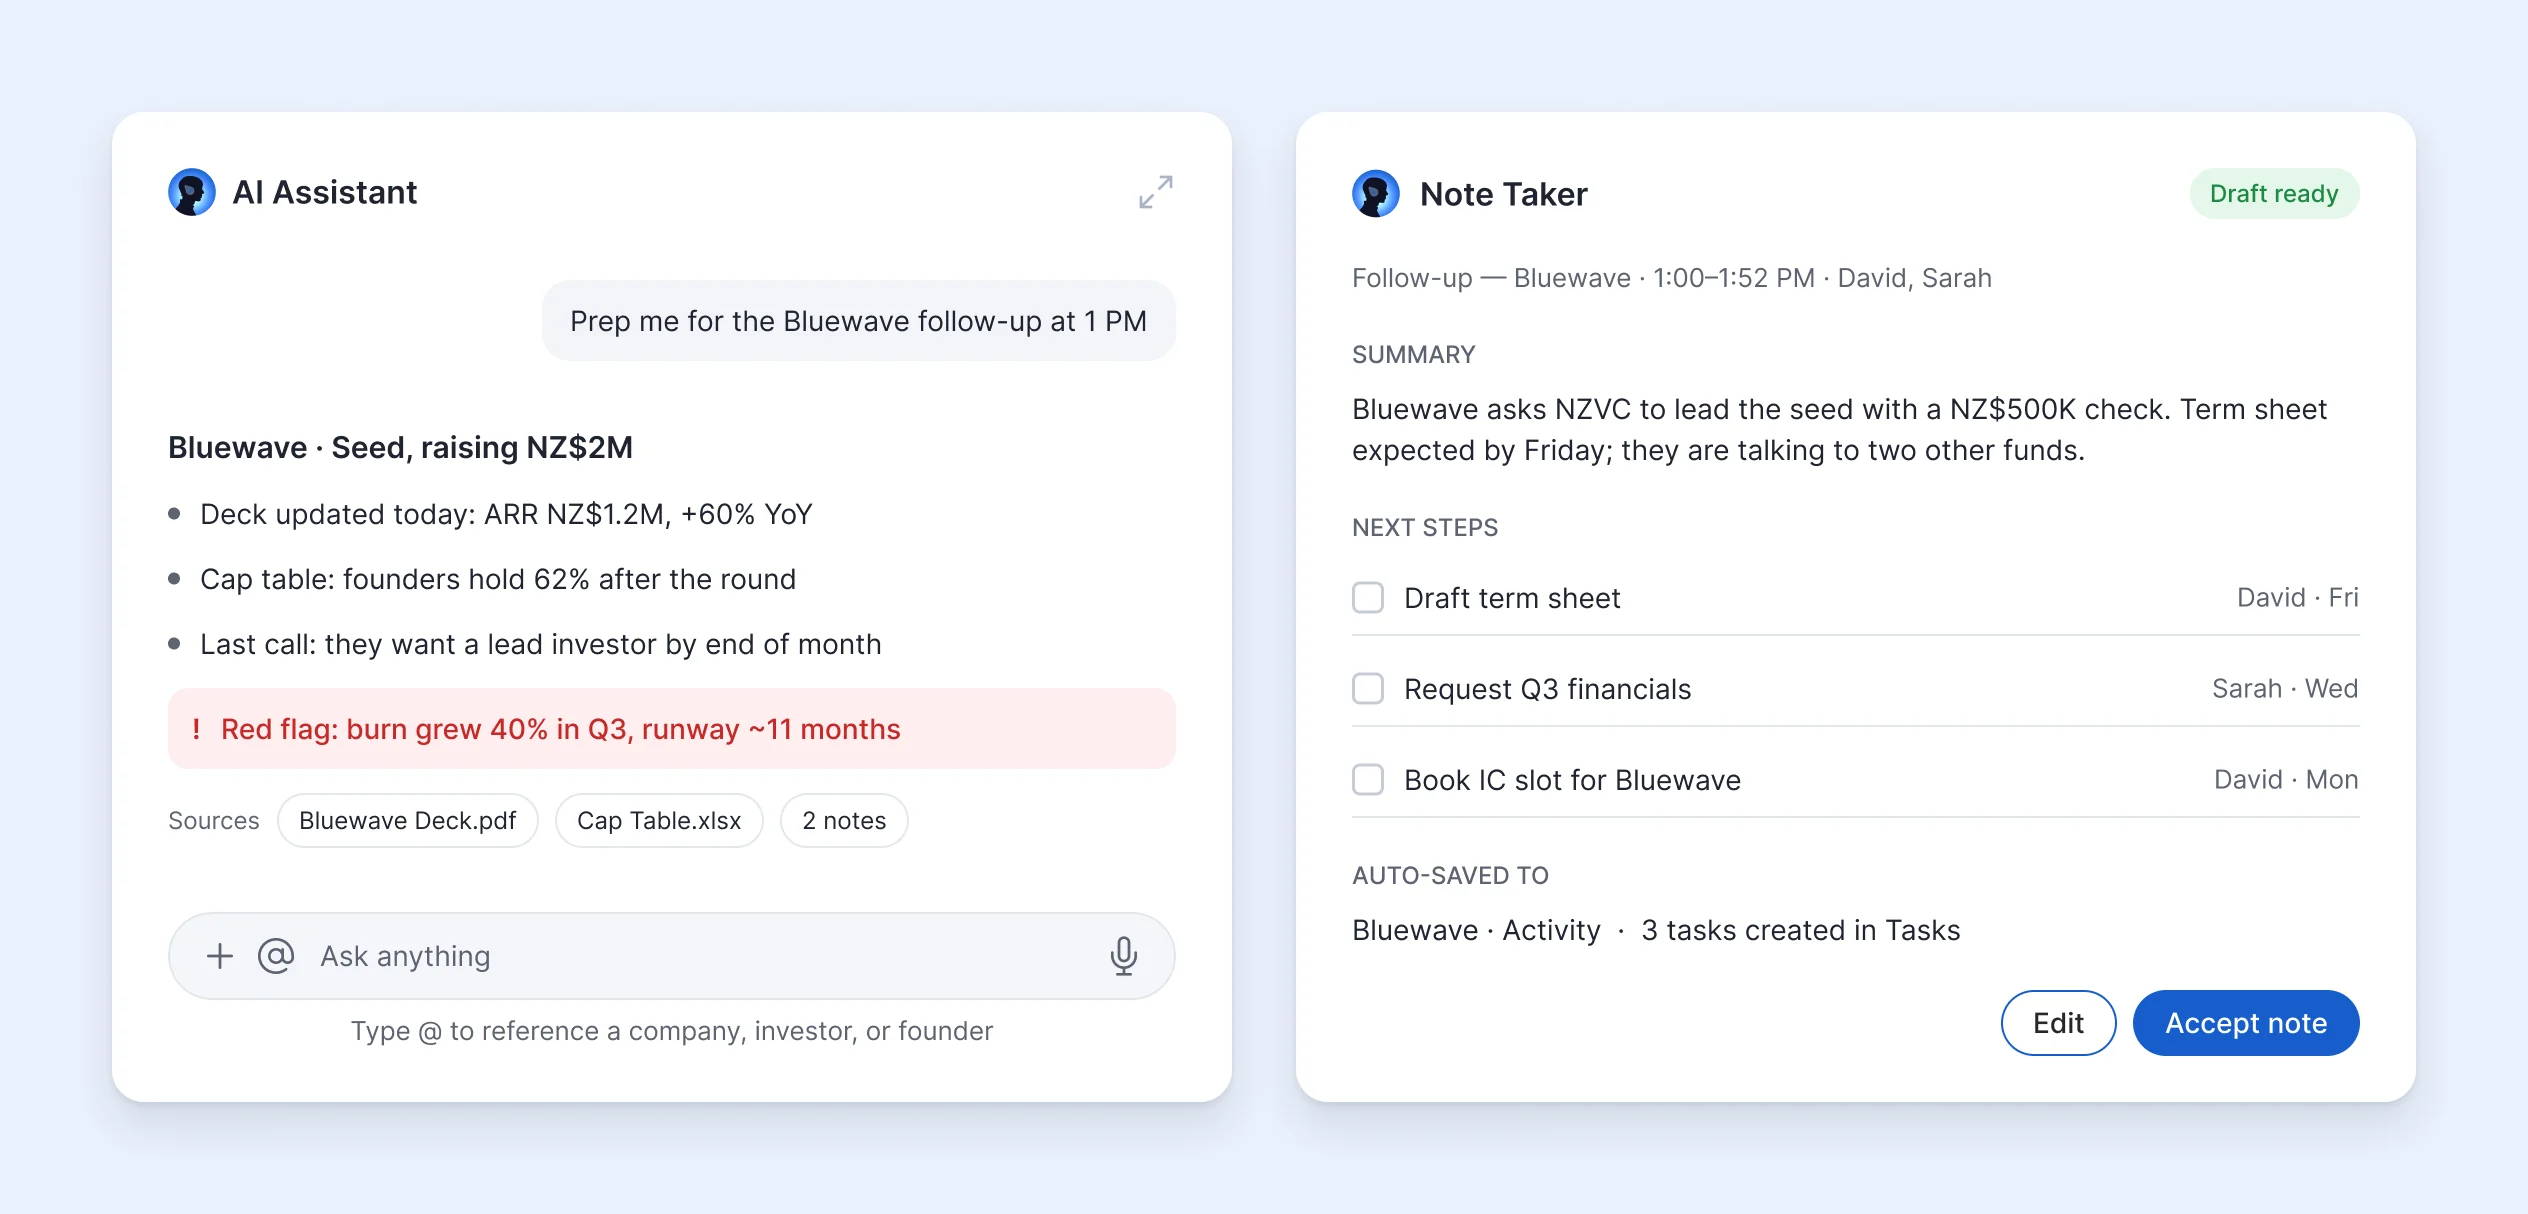 AI Assistant
Prep me for the Bluewave follow-up at 1 PM
Bluewave · Seed, raising NZ$2M
• Deck updated today: ARR NZ$1.2M, +60% YoY
• Cap table: founders hold 62% after the round
• Last call: they want a lead investor by end of month
! Red flag: burn grew 40% in Q3, runway ~11 months
Sources Bluewave Deck.pdf Cap Table.xlsx 2 notes
+ @ Ask anything
Type @ to reference a company, investor, or founder
Note Taker Draft ready
Follow-up — Bluewave · 1:00–1:52 PM · David, Sarah
SUMMARY
Bluewave asks NZVC to lead the seed with a NZ$500K check. Term sheet
expected by Friday; they are talking to two other funds.
NEXT STEPS
Draft term sheet David · Fri
Request Q3 financials Sarah · Wed
Book IC slot for Bluewave David · Mon
AUTO-SAVED TO
Bluewave · Activity · 3 tasks created in Tasks
Edit Accept note